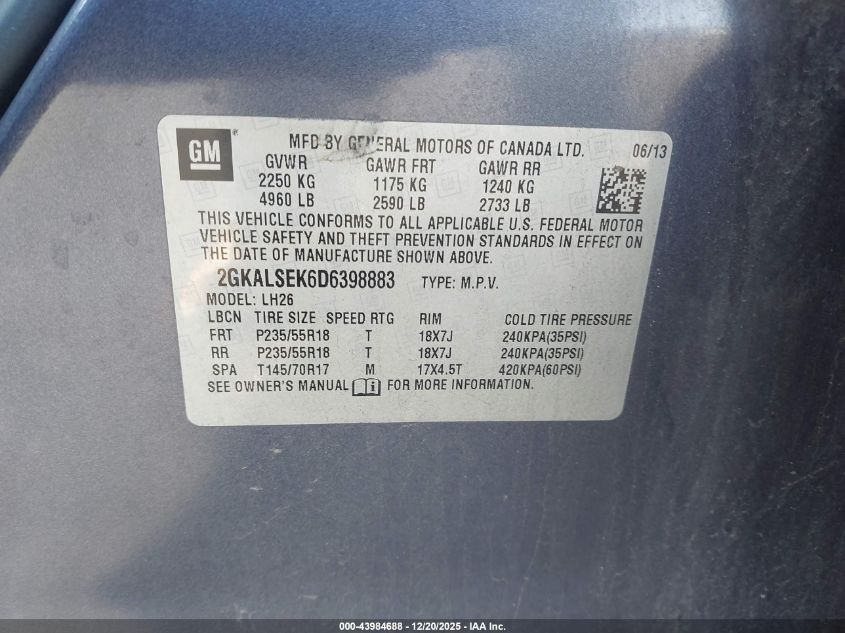 GM ® MFD BY GENERAL MOTORS OF CANADA LTD. 06/13
GVWR GAWR FRT GAWR RR
2250 KG 1175 KG 1240 KG
4960 LB 2590 LB 2733 LB
THIS VEHICLE CONFORMS TO ALL APPLICABLE U.S. FEDERAL MOTOR
VEHICLE SAFETY AND THEFT PREVENTION STANDARDS IN EFFECT ON
THE DATE OF MANUFACTURE SHOWN ABOVE.
2GKALSEK6D6398883 TYPE: M.P.V.
MODEL: LH26
LBCN TIRE SIZE SPEED RTG RIM COLD TIRE PRESSURE
FRT P235/55R18 T 18X7J 240KPA(35PSI)
RR P235/55R18 T 18X7J 240KPA(35PSI)
SPA T145/70R17 M 17X4.5T 420KPA(60PSI)
SEE OWNER'S MANUAL FOR MORE INFORMATION.
000-43984688 - 12/20/2025 - IAA Inc.